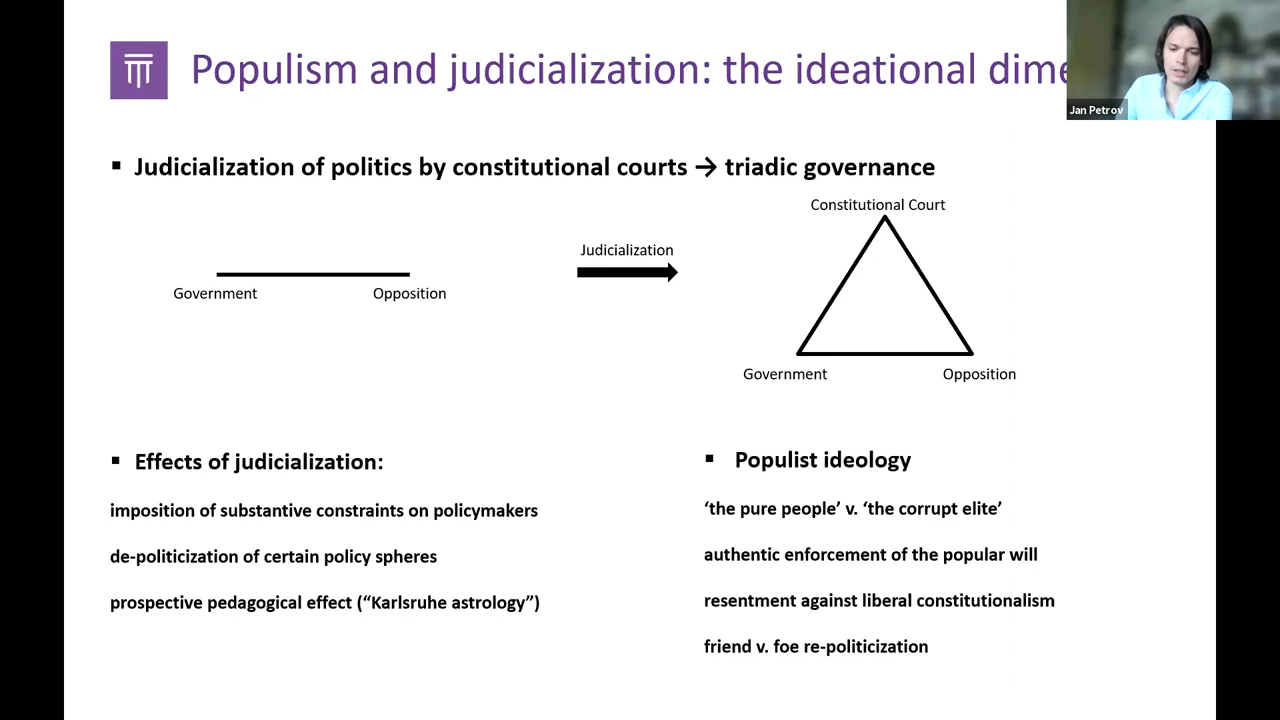 Populism and judicialization: the ideational dime
Jan Petrov
▪ Judicialization of politics by constitutional courts → triadic governance
Constitutional Court
Judicialization
Government
Opposition
Government
Opposition
▪ Effects of judicialization:
imposition of substantive constraints on policymakers
de-politicization of certain policy spheres
prospective pedagogical effect (“Karlsruhe astrology”)
▪ Populist ideology
‘the pure people’ v. ‘the corrupt elite’
authentic enforcement of the popular will
resentment against liberal constitutionalism
friend v. foe re-politicization